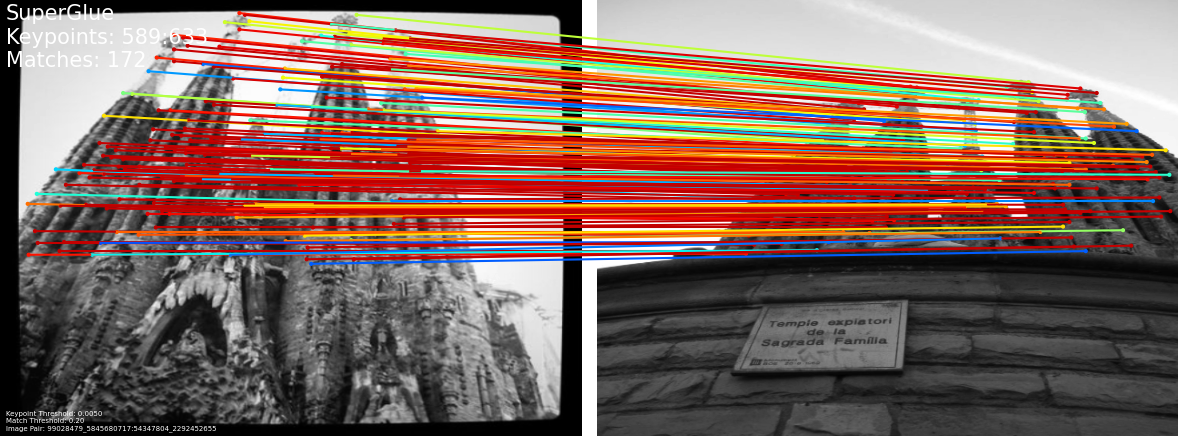 SuperGlue
Keypoints: 589:633
Matches: 172
Temple expiatori
de la
Sagrada Família
Keypoint Threshold: 0.0050
Match Threshold: 0.20
Image Pair: 99028479_5845680717:54347804_2292452655